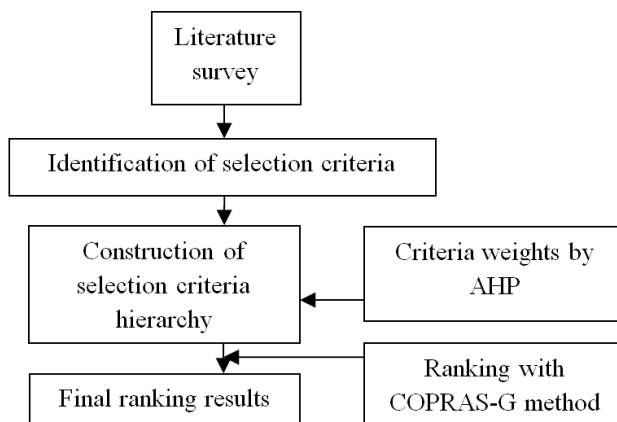 Literature
survey
Identification of selection criteria
Construction of
selection criteria
hierarchy
Criteria weights by
AHP
Ranking with
COPRAS-G method
Final ranking results